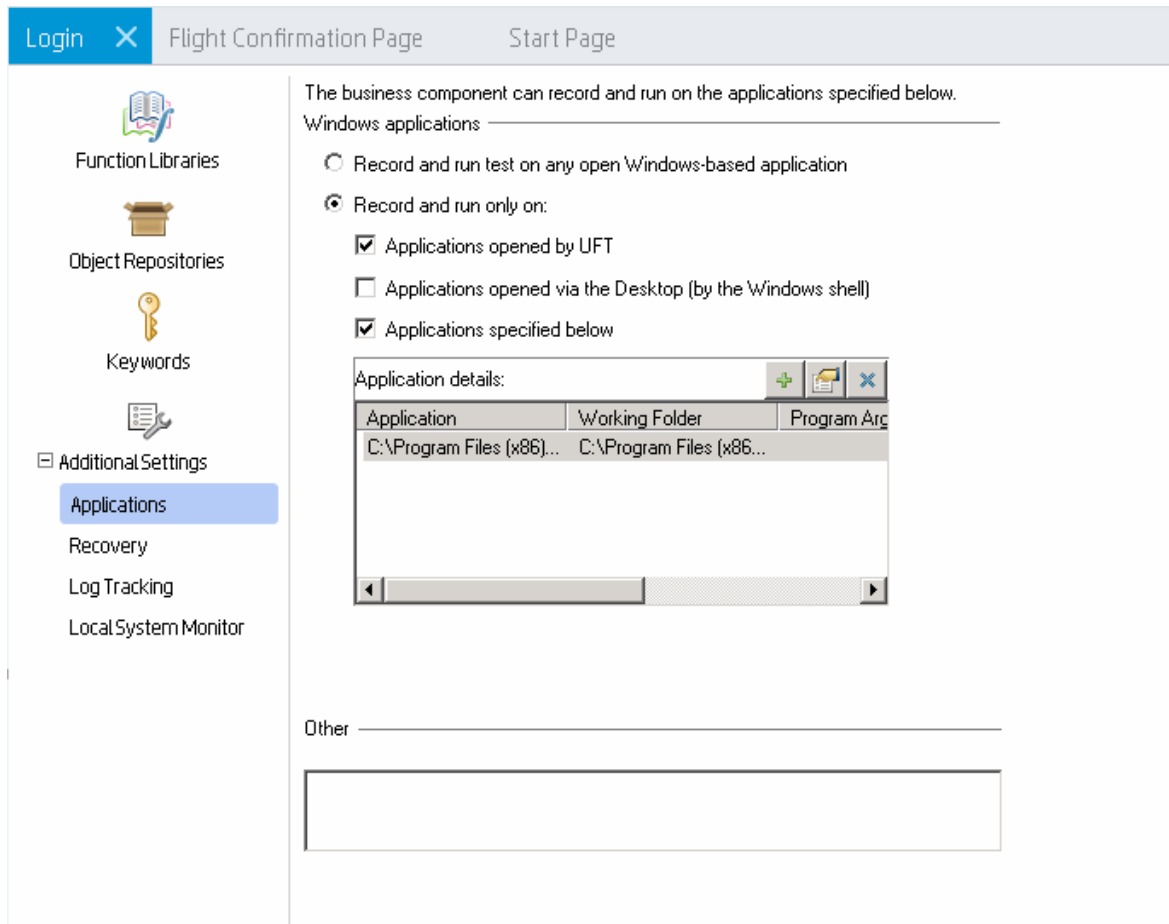 Login
Flight Confirmation Page
Start Page
Function Libraries
Object Repositories
Keywords
Additional Settings
Applications
Recovery
Log Tracking
Local System Monitor
The business component can record and run on the applications specified below.
Windows applications
Record and run test on any open Windows-based application
Record and run only on:
Applications opened by UFT
Applications opened via the Desktop (by the Windows shell)
Applications specified below
Application details:
Application Working Folder Program Arg
C:\Program Files (x86)... C:\Program Files (x86...
Other